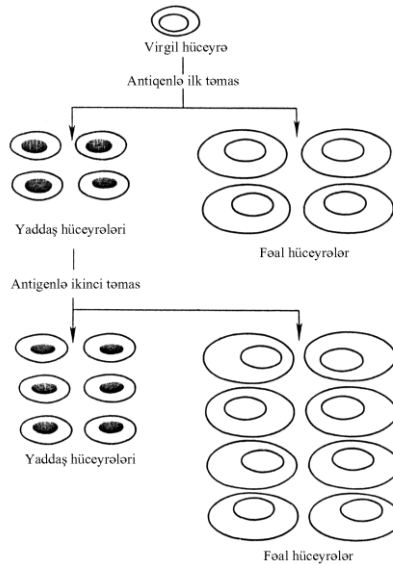 Virgil hüceyrə
Antiqenlə ilk təmas
Yaddaş hüceyrələri
Fəal hüceyrələr
Antigenlə ikinci təmas
Yaddaş hüceyrələri
Fəal hüceyrələr